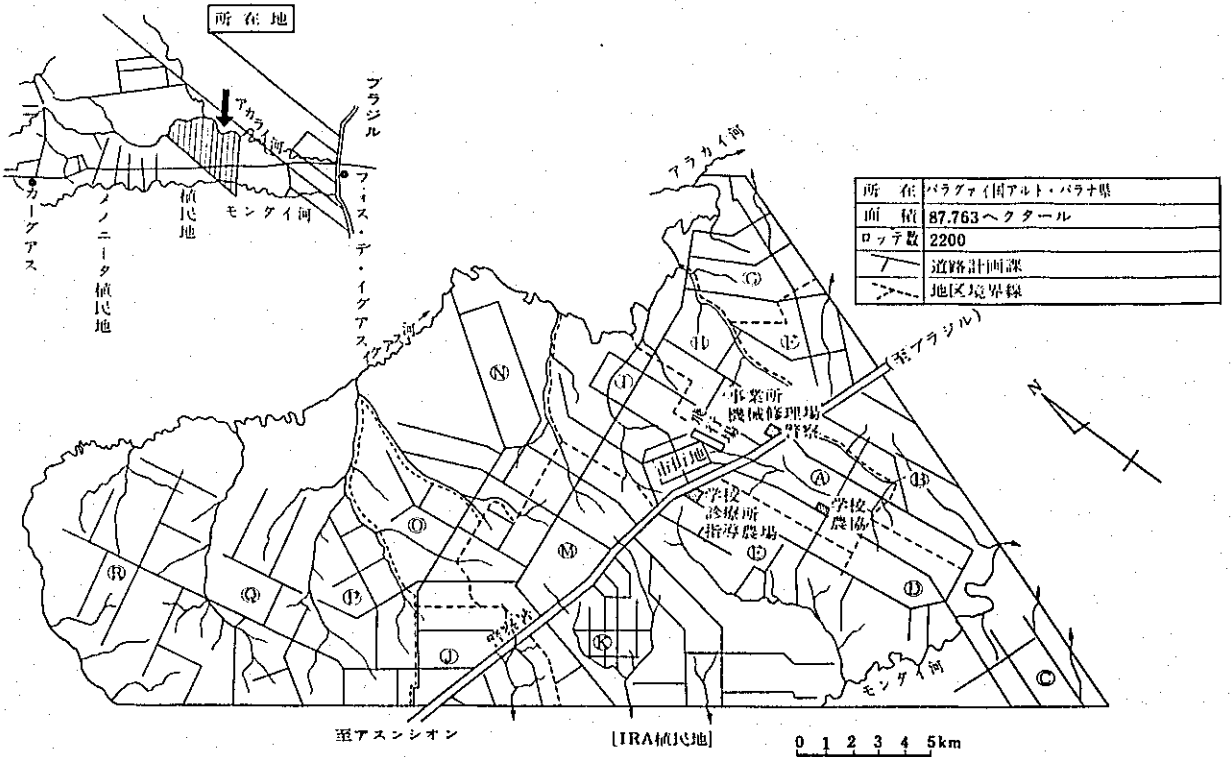 所在地
ブラジル
アカライ河
フォス・デ・イグアス
モンダイ河
植民地
メノニータ植民地
カーグアス
アラカイ河
所在 パラグァイ国アルト・パラナ県
面積 87.763ヘクタール
ロッテ数 2200
道路計画課
地区境界線
(至ブラジル)
イグアス河
N
G
H
I
N
事業所
機械修理場
警察
飛行場
市街地
A
B
学校
診療所
指導農場
学校
農協
E
D
O
M
R
Q
P
K
J
C
モンダイ河
至アスンシオン
[IRA植民地]
0 1 2 3 4 5km